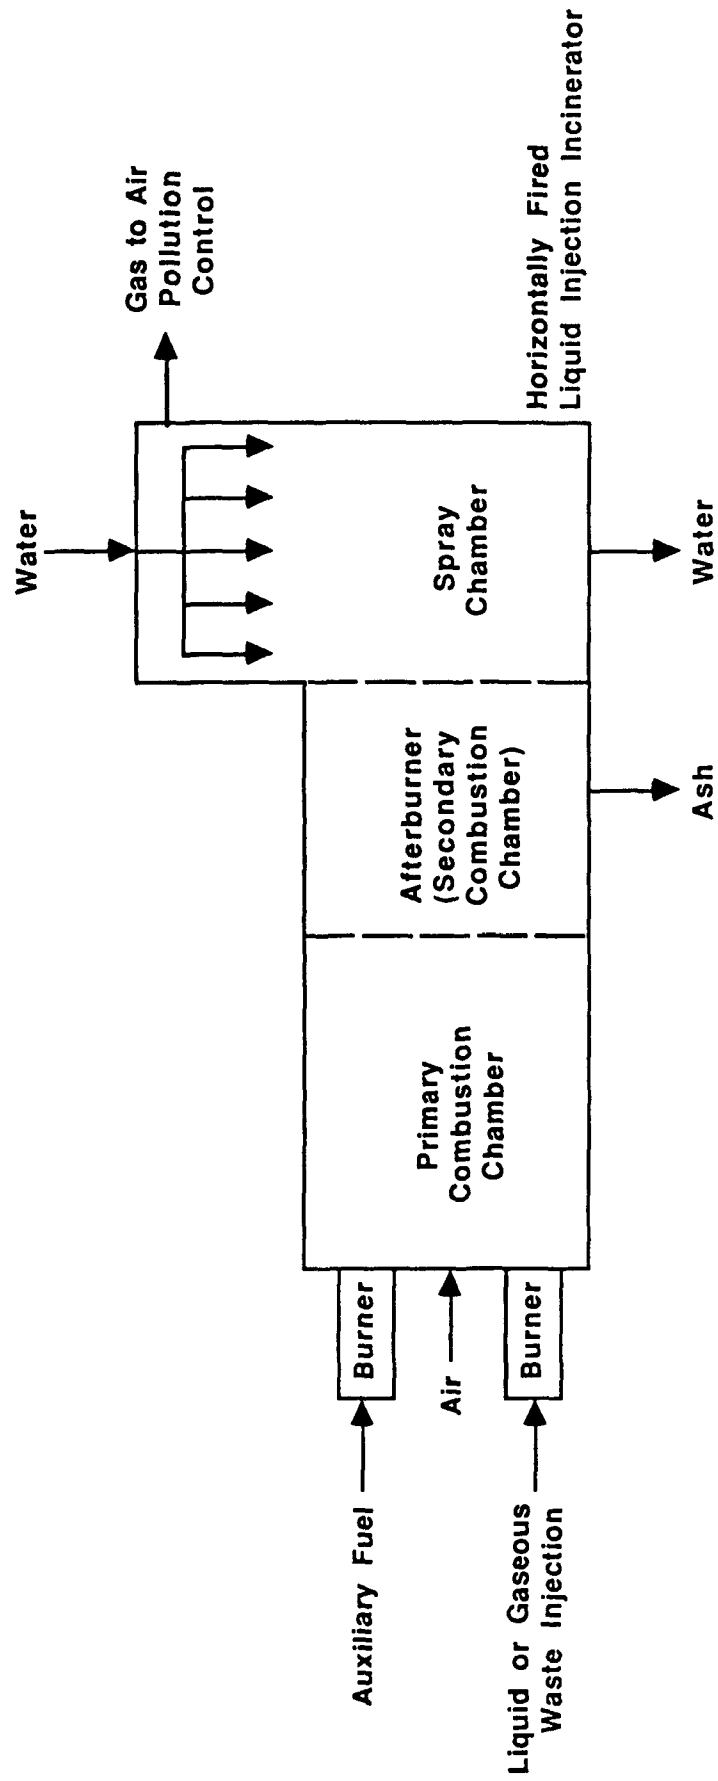 Water
Gas to Air
Pollution
Control
Auxiliary Fuel
Burner
Air
Burner
Liquid or Gaseous
Waste Injection
Primary
Combustion
Chamber
Afterburner
(Secondary
Combustion
Chamber)
Spray
Chamber
Ash
Water
Horizontally Fired
Liquid Injection Incinerator